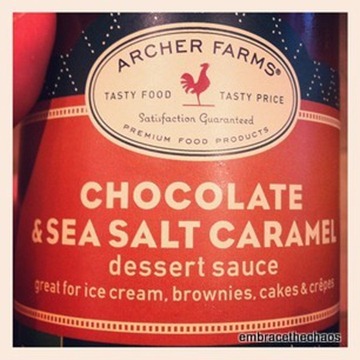 ARCHER FARMS®
TASTY FOOD TASTY PRICE
Satisfaction Guaranteed
PREMIUM FOOD PRODUCTS
CHOCOLATE
& SEA SALT CARAMEL
dessert sauce
great for ice cream, brownies, cakes & crêpes
embracethechaos